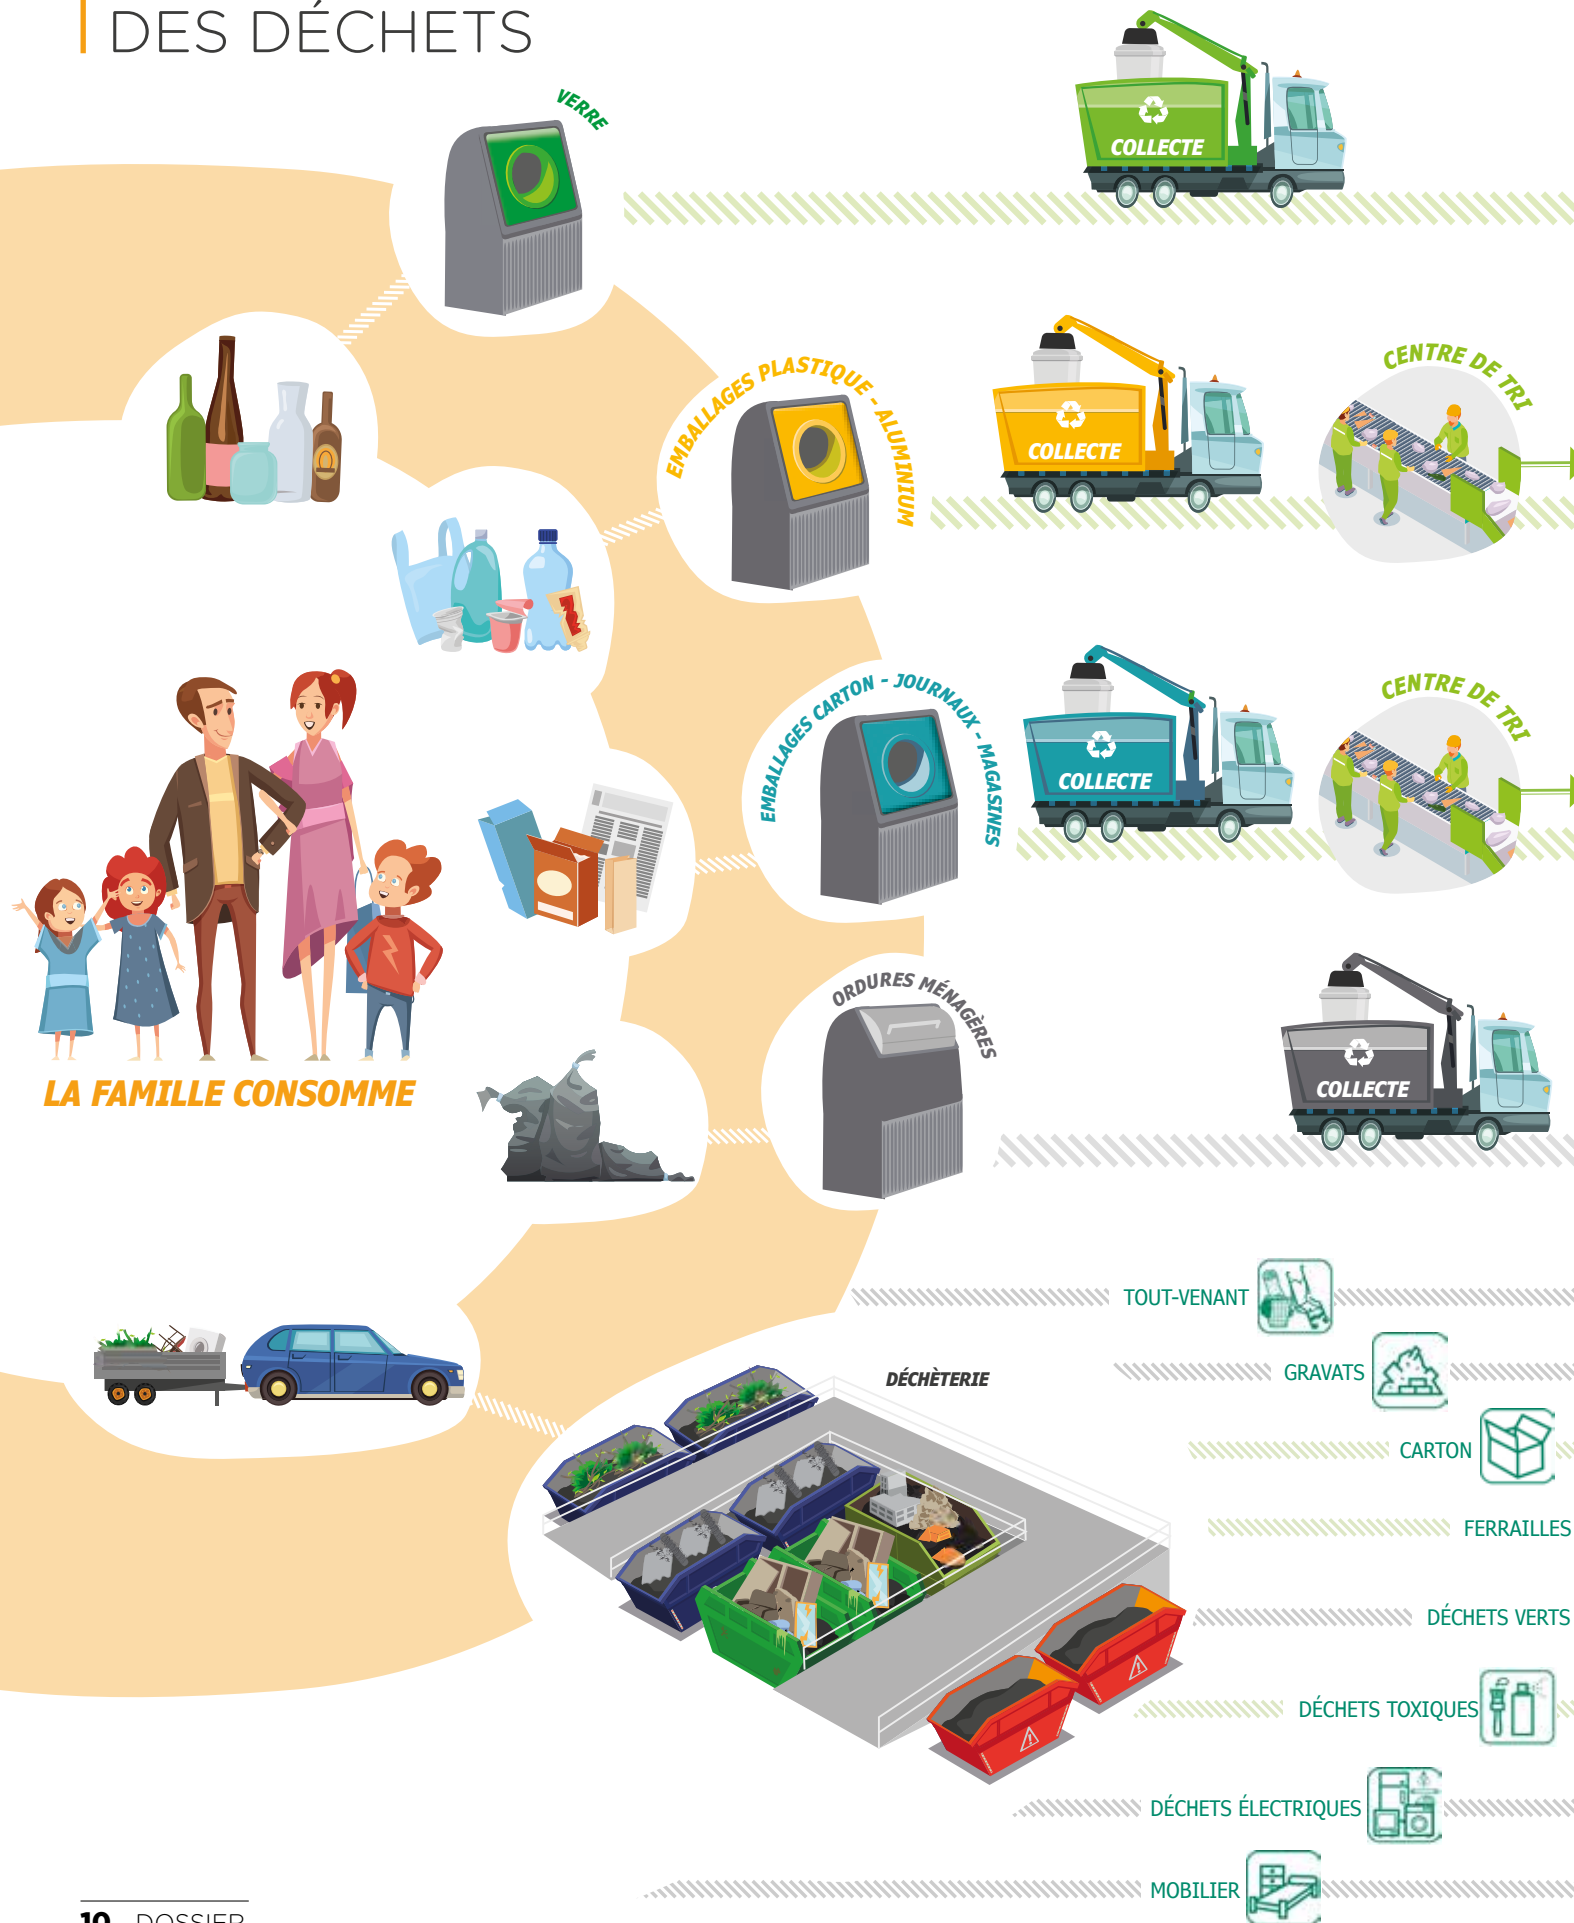 DES DÉCHETS
VERRE
COLLECTE
EMBALLAGES PLASTIQUE - ALUMINIUM
COLLECTE
CENTRE DE TRI
EMBALLAGES CARTON - JOURNAUX - MAGASINES
COLLECTE
CENTRE DE TRI
ORDURES MÉNAGÈRES
COLLECTE
LA FAMILLE CONSOMME
TOUT-VENANT
DÉCHÈTERIE
GRAVATS
CARTON
FERRAILLES
DÉCHETS VERTS
DÉCHETS TOXIQUES
DÉCHETS ÉLECTRIQUES
MOBILIER
10 DOSSIER